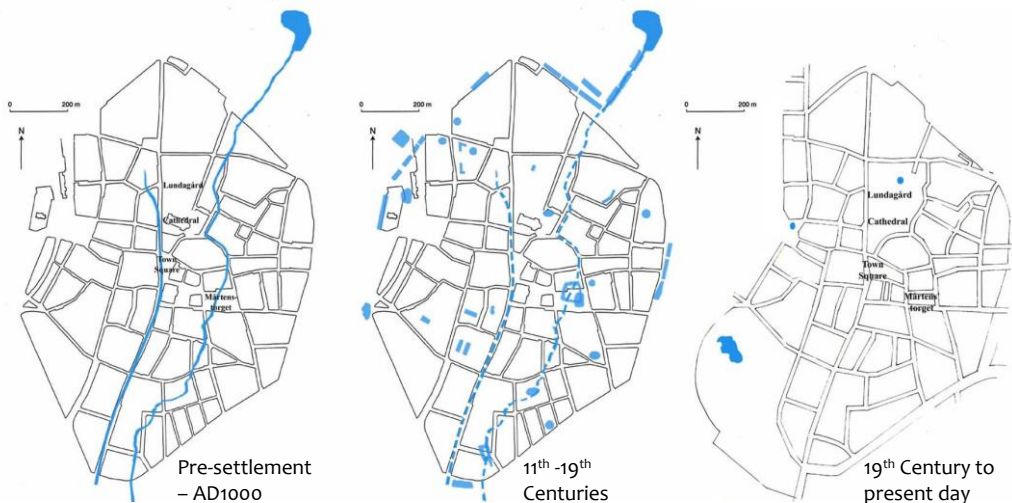 0
200 m
N
Lundagård
Cathedral
Town
Square
Mårtens-
torget
Pre-settlement
– AD1000
0
200 m
N
11th -19th
Centuries
0
200 m
N
Lundagård
Cathedral
Town
Square
Mårtens
torget
19th Century to
present day